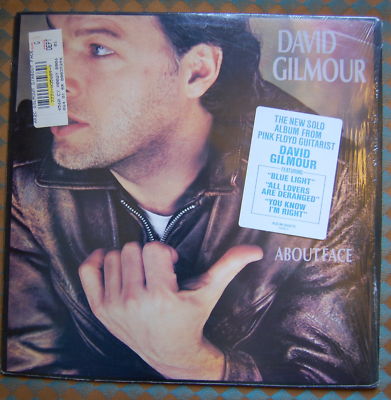 DAVID
GILMOUR
THE NEW SOLO
ALBUM FROM
PINK FLOYD GUITARIST
DAVID
GILMOUR
FEATURING
"BLUE LIGHT"
"ALL LOVERS
ARE DERANGED"
"YOU KNOW
I'M RIGHT"
ABOUT FACE